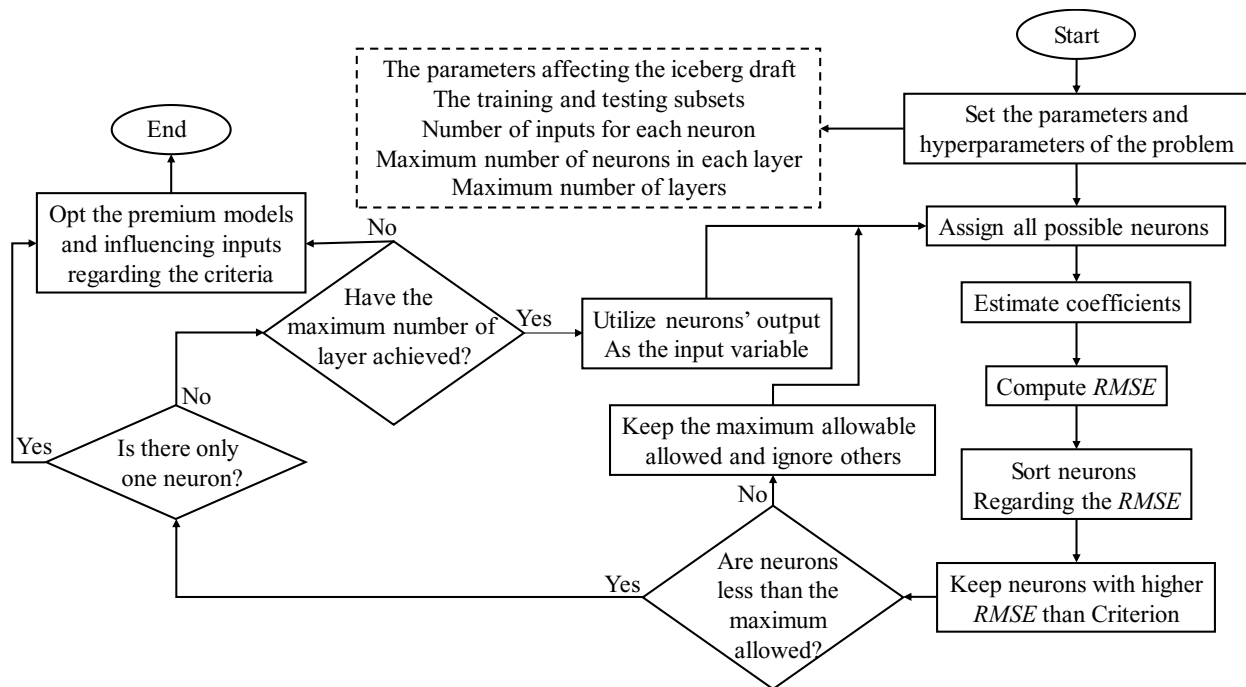 Start
Set the parameters and
hyperparameters of the problem
The parameters affecting the iceberg draft
The training and testing subsets
Number of inputs for each neuron
Maximum number of neurons in each layer
Maximum number of layers
Assign all possible neurons
Estimate coefficients
Compute RMSE
Sort neurons
Regarding the RMSE
Keep neurons with higher
RMSE than Criterion
Are neurons
less than the
maximum
allowed?
No
Keep the maximum allowable
allowed and ignore others
Yes
Is there only
one neuron?
Yes
No
Have the
maximum number of
layer achieved?
Yes
Utilize neurons’ output
As the input variable
No
Opt the premium models
and influencing inputs
regarding the criteria
End